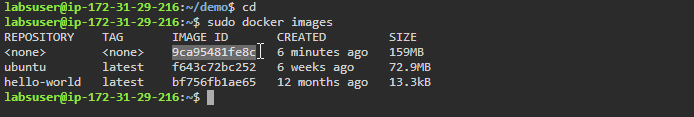 labsuser@ip-172-31-29-216:~/demo$ cd
labsuser@ip-172-31-29-216:~$ sudo docker images
REPOSITORY TAG IMAGE ID CREATED SIZE
<none> <none> 9ca95481fe8c 6 minutes ago 159MB
ubuntu latest f643c72bc252 6 weeks ago 72.9MB
hello-world latest bf756fb1ae65 12 months ago 13.3kB
labsuser@ip-172-31-29-216:~$